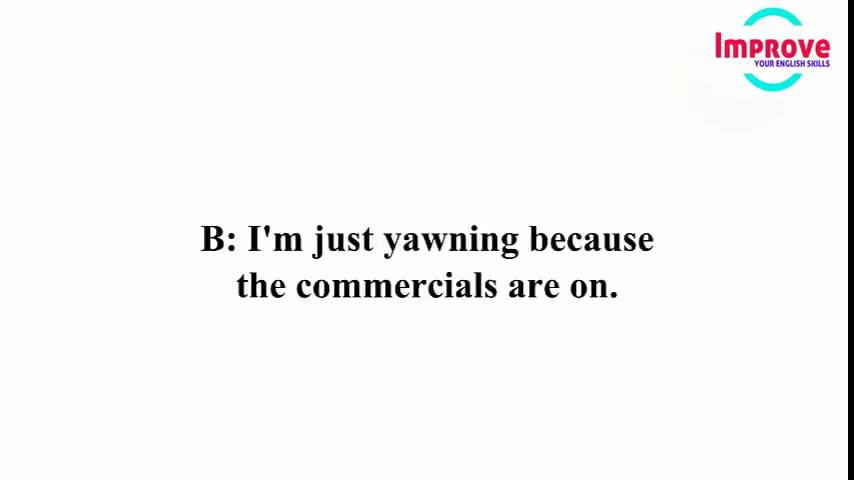 Improve
YOUR ENGLISH SKILLS
B: I'm just yawning because
the commercials are on.